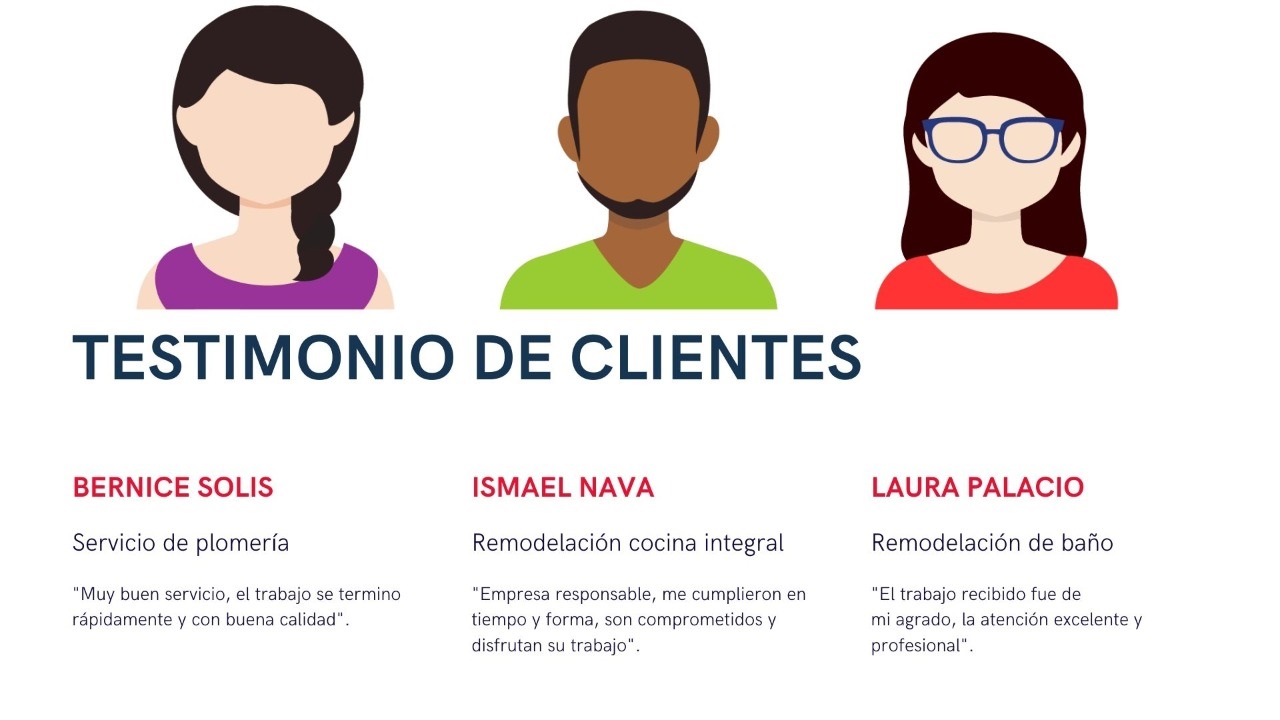 TESTIMONIO DE CLIENTES
BERNICE SOLIS
Servicio de plomería
"Muy buen servicio, el trabajo se termino
rápidamente y con buena calidad".
ISMAEL NAVA
Remodelación cocina integral
"Empresa responsable, me cumplieron en
tiempo y forma, son comprometidos y
disfrutan su trabajo".
LAURA PALACIO
Remodelación de baño
"El trabajo recibido fue de
mi agrado, la atención excelente y
profesional".